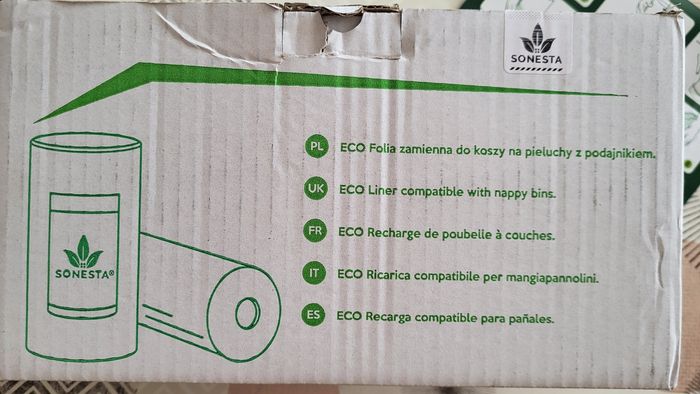 SONESTA
PL ECO Folia zamienna do koszy na pieluchy z podajnikiem.
UK ECO Liner compatible with nappy bins.
FR ECO Recharge de poubelle à couches.
IT ECO Ricarica compatibile per mangiapannolini.
ES ECO Recarga compatible para pañales.
SONESTA®